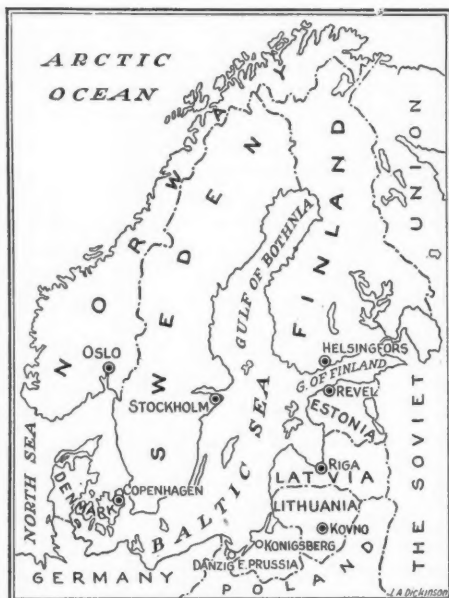 ARCTIC
OCEAN
NORWAY
SWEDEN
FINLAND
THE SOVIET UNION
GULF OF BOTHNIA
OSLO
HELSINGFORS
G. OF FINLAND
REVEL
STOCKHOLM
ESTONIA
NORTH SEA
BALTIC SEA
RIGA
LATVIA
DENMARK
COPENHAGEN
LITHUANIA
KOVNO
KONIGSBERG
DANZIG
E. PRUSSIA
GERMANY
POLAND
J.A Dickinson